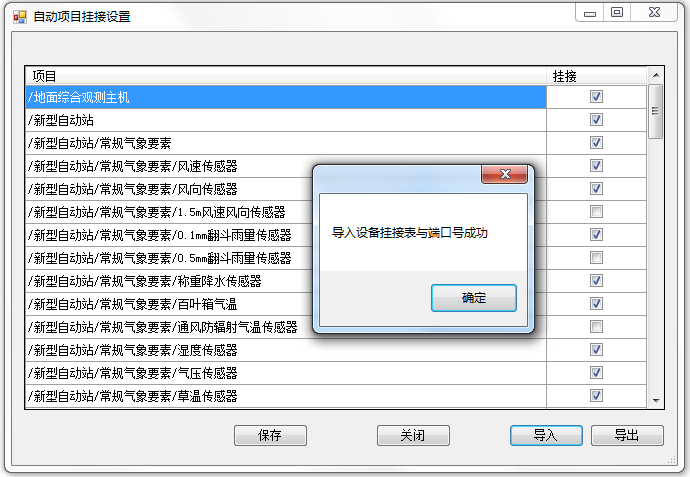 自动项目挂接设置
项目 挂接
/地面综合观测主机
/新型自动站
/新型自动站/常规气象要素
/新型自动站/常规气象要素/风速传感器
/新型自动站/常规气象要素/风向传感器
/新型自动站/常规气象要素/1.5m风速风向传感器
/新型自动站/常规气象要素/0.1mm翻斗雨量传感器
/新型自动站/常规气象要素/0.5mm翻斗雨量传感器
/新型自动站/常规气象要素/称重降水传感器
/新型自动站/常规气象要素/百叶箱气温
/新型自动站/常规气象要素/通风防辐射气温传感器
/新型自动站/常规气象要素/湿度传感器
/新型自动站/常规气象要素/气压传感器
/新型自动站/常规气象要素/草温传感器
导入设备挂接表与端口号成功
确定
保存 关闭 导入 导出